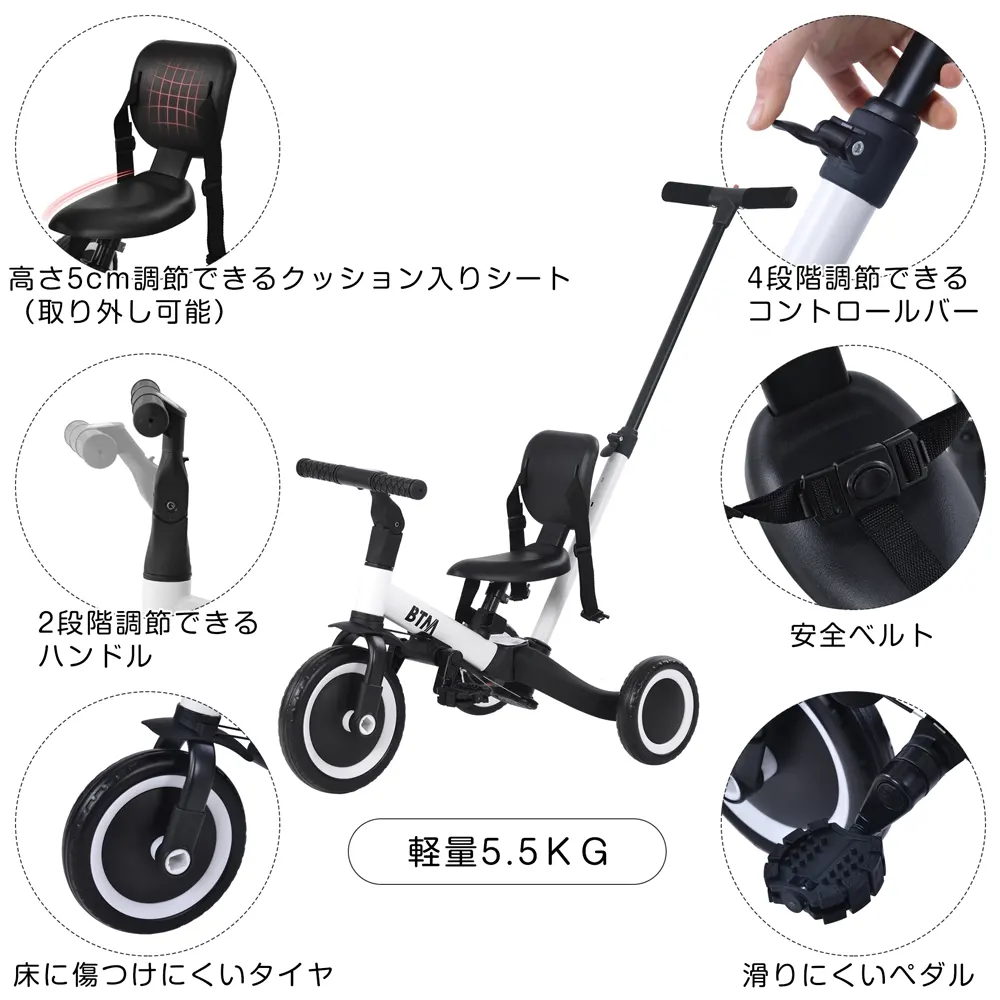 高さ5cm調節できるクッション入りシート
（取り外し可能）
4段階調節できる
コントロールバー
2段階調節できる
ハンドル
安全ベルト
BTM
軽量5.5KG
床に傷つけにくいタイヤ
滑りにくいペダル